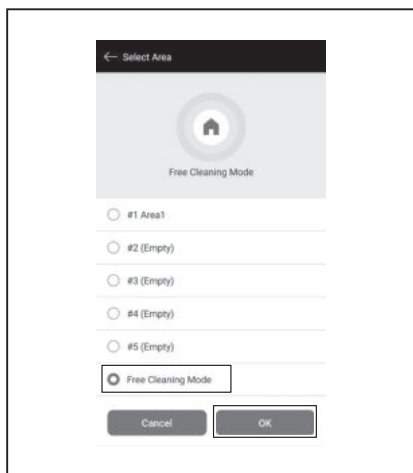 Select Area
Free Cleaning Mode
#1 Area1
#2 (Empty)
#3 (Empty)
#4 (Empty)
#5 (Empty)
Free Cleaning Mode
Cancel
OK